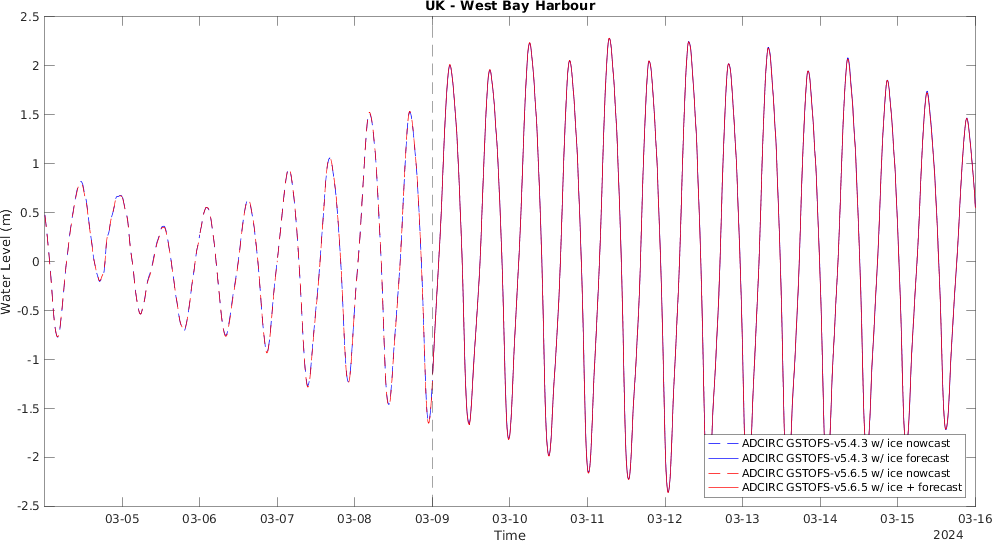 UK - West Bay Harbour
2.5
2
1.5
1
0.5
0
-0.5
-1
-1.5
-2
-2.5
Water Level (m)
ADCIRC GSTOFS-v5.4.3 w/ ice nowcast
ADCIRC GSTOFS-v5.4.3 w/ ice forecast
ADCIRC GSTOFS-v5.6.5 w/ ice nowcast
ADCIRC GSTOFS-v5.6.5 w/ ice + forecast
03-05 03-06 03-07 03-08 03-09 03-10 03-11 03-12 03-13 03-14 03-15 03-16
Time
2024